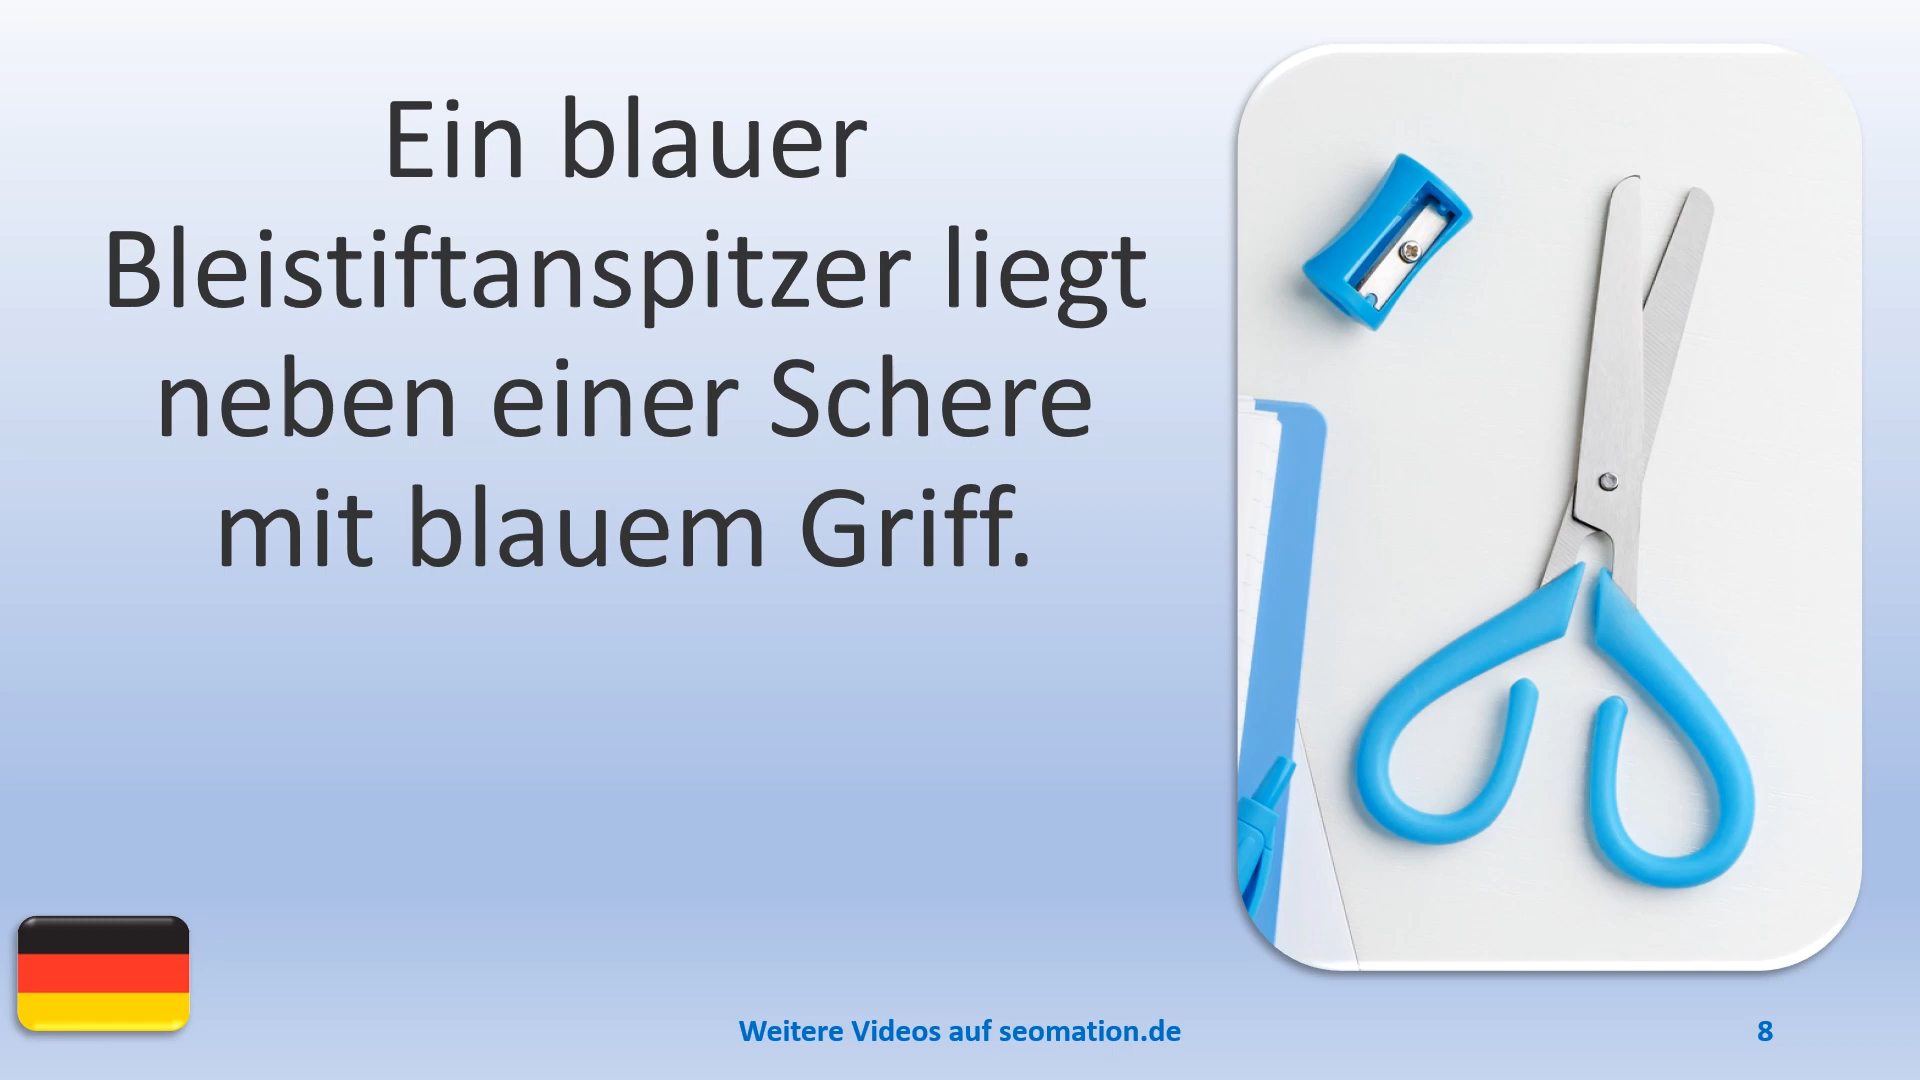 Ein blauer
Bleistiftanspitzer liegt
neben einer Schere
mit blauem Griff.
Weitere Videos auf seomation.de
8